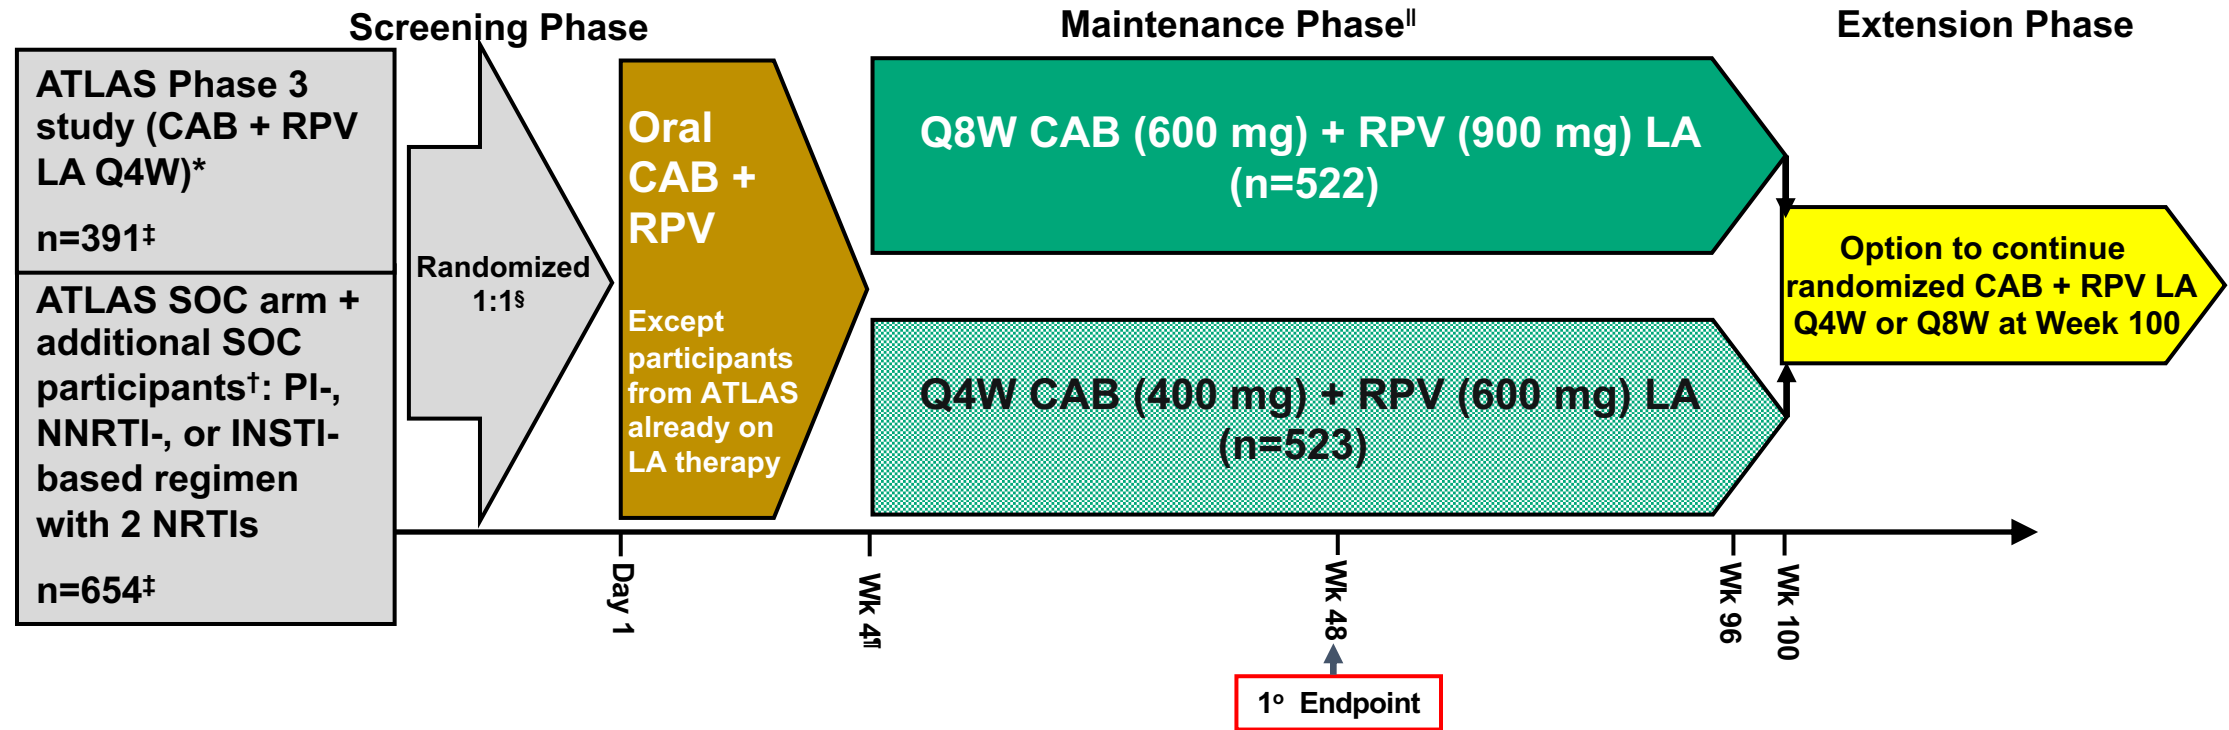 Screening Phase
Maintenance Phase||
Extension Phase
ATLAS Phase 3
study (CAB + RPV
LA Q4W)*
n=391‡
ATLAS SOC arm +
additional SOC
participants†: PI-,
NNRTI-, or INSTI-
based regimen
with 2 NRTIs
n=654‡
Randomized
1:1§
Oral
CAB +
RPV
Except
participants
from ATLAS
already on
LA therapy
Q8W CAB (600 mg) + RPV (900 mg) LA
(n=522)
Q4W CAB (400 mg) + RPV (600 mg) LA
(n=523)
Option to continue
randomized CAB + RPV LA
Q4W or Q8W at Week 100
Day 1
Wk 4¶
Wk 48
Wk 96
Wk 100
1º Endpoint